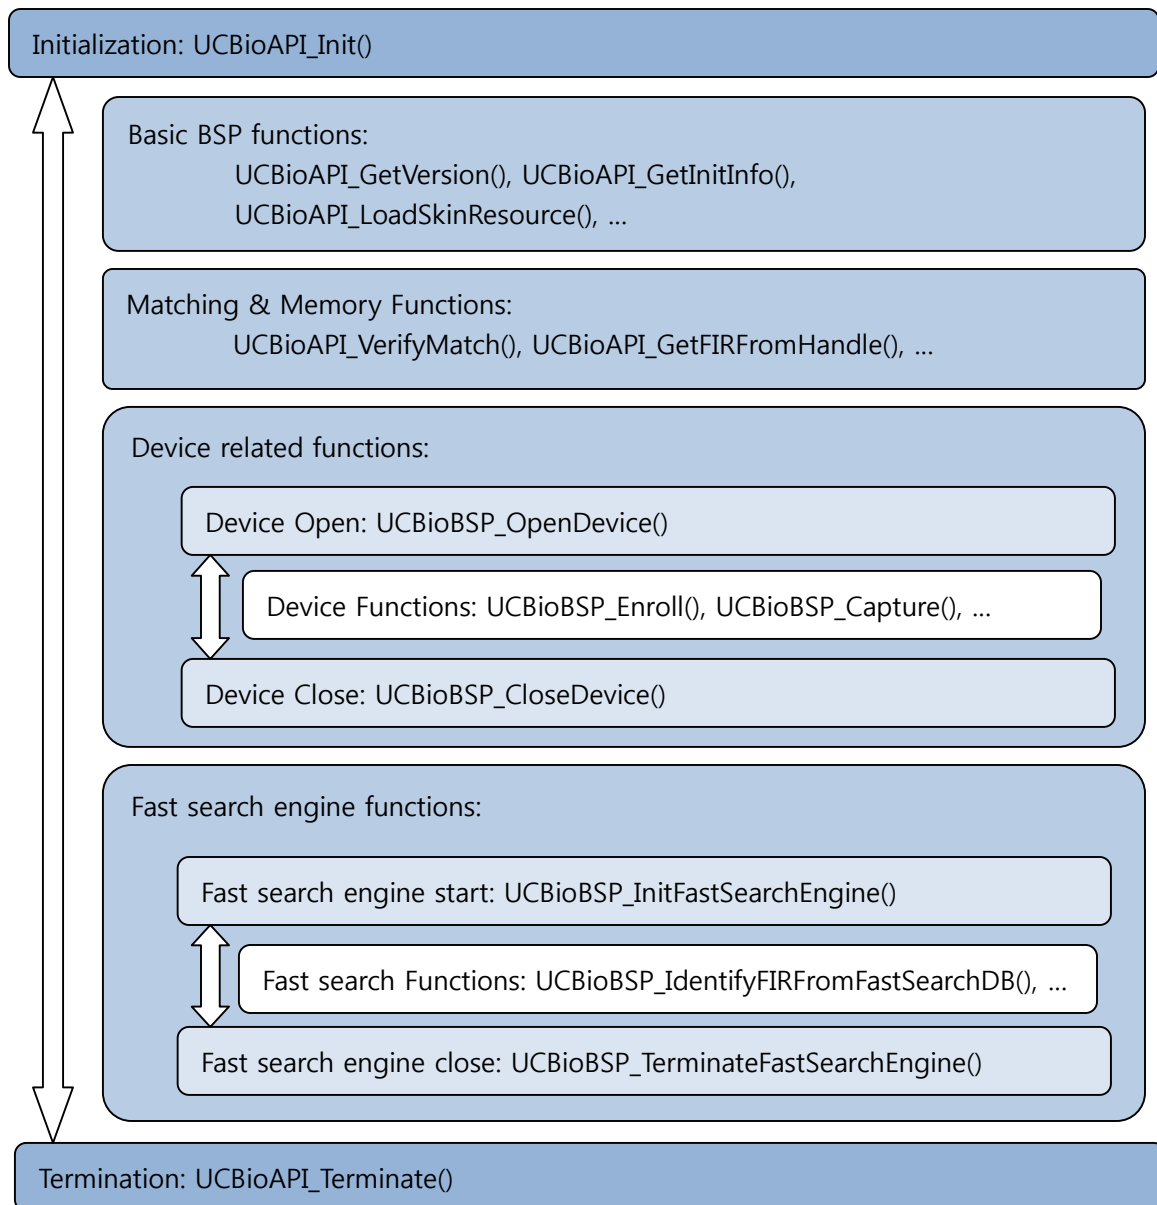 Initialization: UCBioAPI_Init()
Basic BSP functions:
UCBioAPI_GetVersion(), UCBioAPI_GetInitInfo(),
UCBioAPI_LoadSkinResource(), ...
Matching & Memory Functions:
UCBioAPI_VerifyMatch(), UCBioAPI_GetFIRFromHandle(), ...
Device related functions:
Device Open: UCBioBSP_OpenDevice()
Device Functions: UCBioBSP_Enroll(), UCBioBSP_Capture(), ...
Device Close: UCBioBSP_CloseDevice()
Fast search engine functions:
Fast search engine start: UCBioBSP_InitFastSearchEngine()
Fast search Functions: UCBioBSP_IdentifyFIRFromFastSearchDB(), ...
Fast search engine close: UCBioBSP_TerminateFastSearchEngine()
Termination: UCBioAPI_Terminate()